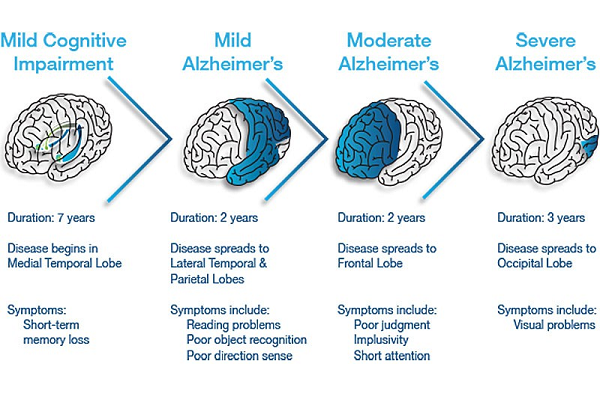 Mild Cognitive
Impairment
Duration: 7 years
Disease begins in
Medial Temporal Lobe
Symptoms:
Short-term
memory loss
Mild
Alzheimer's
Duration: 2 years
Disease spreads to
Lateral Temporal &
Parietal Lobes
Symptoms include:
Reading problems
Poor object recognition
Poor direction sense
Moderate
Alzheimer's
Duration: 2 years
Disease spreads to
Frontal Lobe
Symptoms include:
Poor judgment
Implusivity
Short attention
Severe
Alzheimer's
Duration: 3 years
Disease spreads to
Occipital Lobe
Symptoms include:
Visual problems